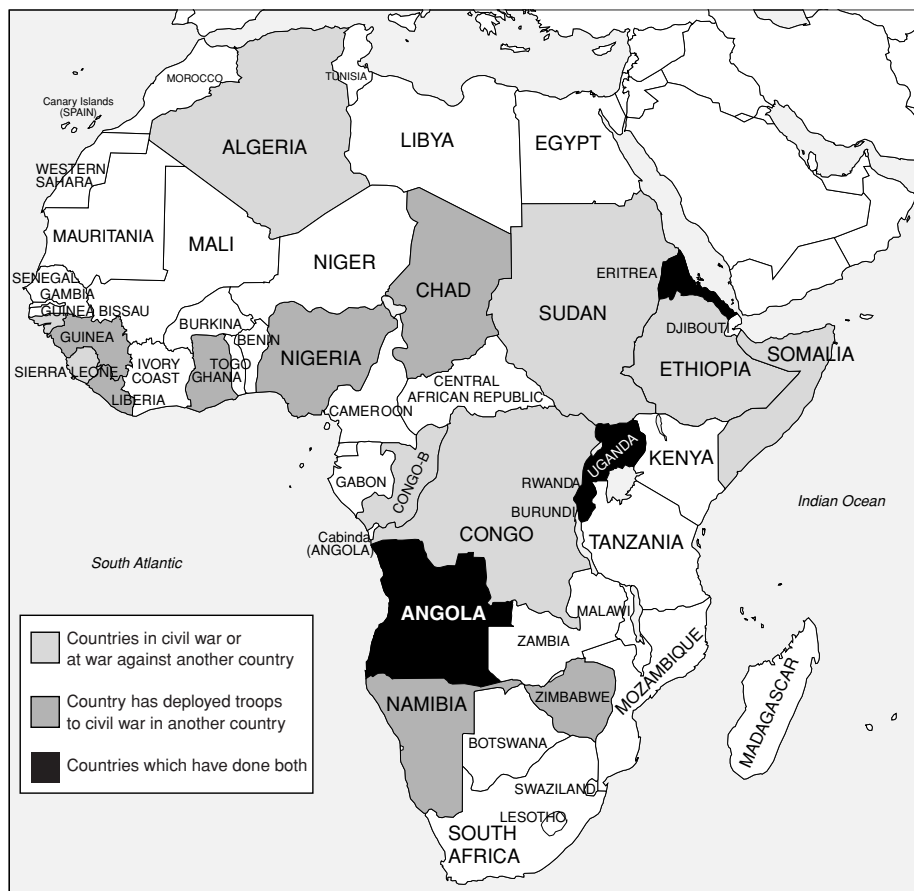 MOROCCO
TUNISIA
Canary Islands
(SPAIN)
ALGERIA
LIBYA
EGYPT
WESTERN
SAHARA
MAURITANIA
MALI
NIGER
CHAD
SUDAN
ERITREA
SENEGAL
GAMBIA
GUINEA BISSAU
GUINEA
BURKINA
BENIN
NIGERIA
DJIBOUT
SOMALIA
ETHIOPIA
SIERRA LEONE
IVORY
COAST
TOGO
GHANA
LIBERIA
CENTRAL
AFRICAN REPUBLIC
CAMEROON
GABON
CONGO-B
UGANDA
KENYA
RWANDA
BURUNDI
CONGO
Cabinda
(ANGOLA)
TANZANIA
Indian Ocean
South Atlantic
ANGOLA
MALAWI
ZAMBIA
MOZAMBIQUE
MADAGASCAR
NAMIBIA
ZIMBABWE
BOTSWANA
SWAZILAND
LESOTHO
SOUTH
AFRICA
Countries in civil war or
at war against another country
Country has deployed troops
to civil war in another country
Countries which have done both